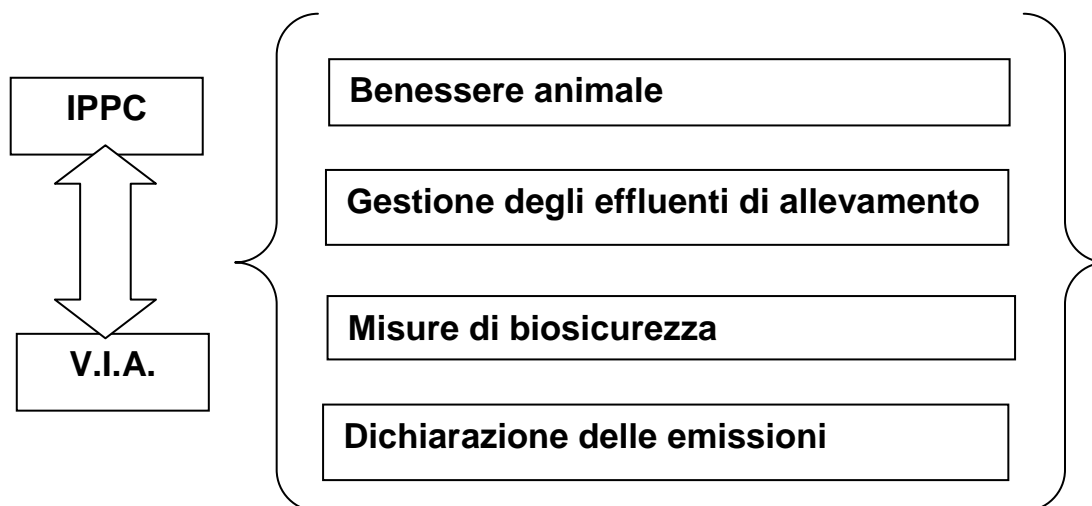 IPPC
V.I.A.
Benessere animale
Gestione degli effluenti di allevamento
Misure di biosicurezza
Dichiarazione delle emissioni